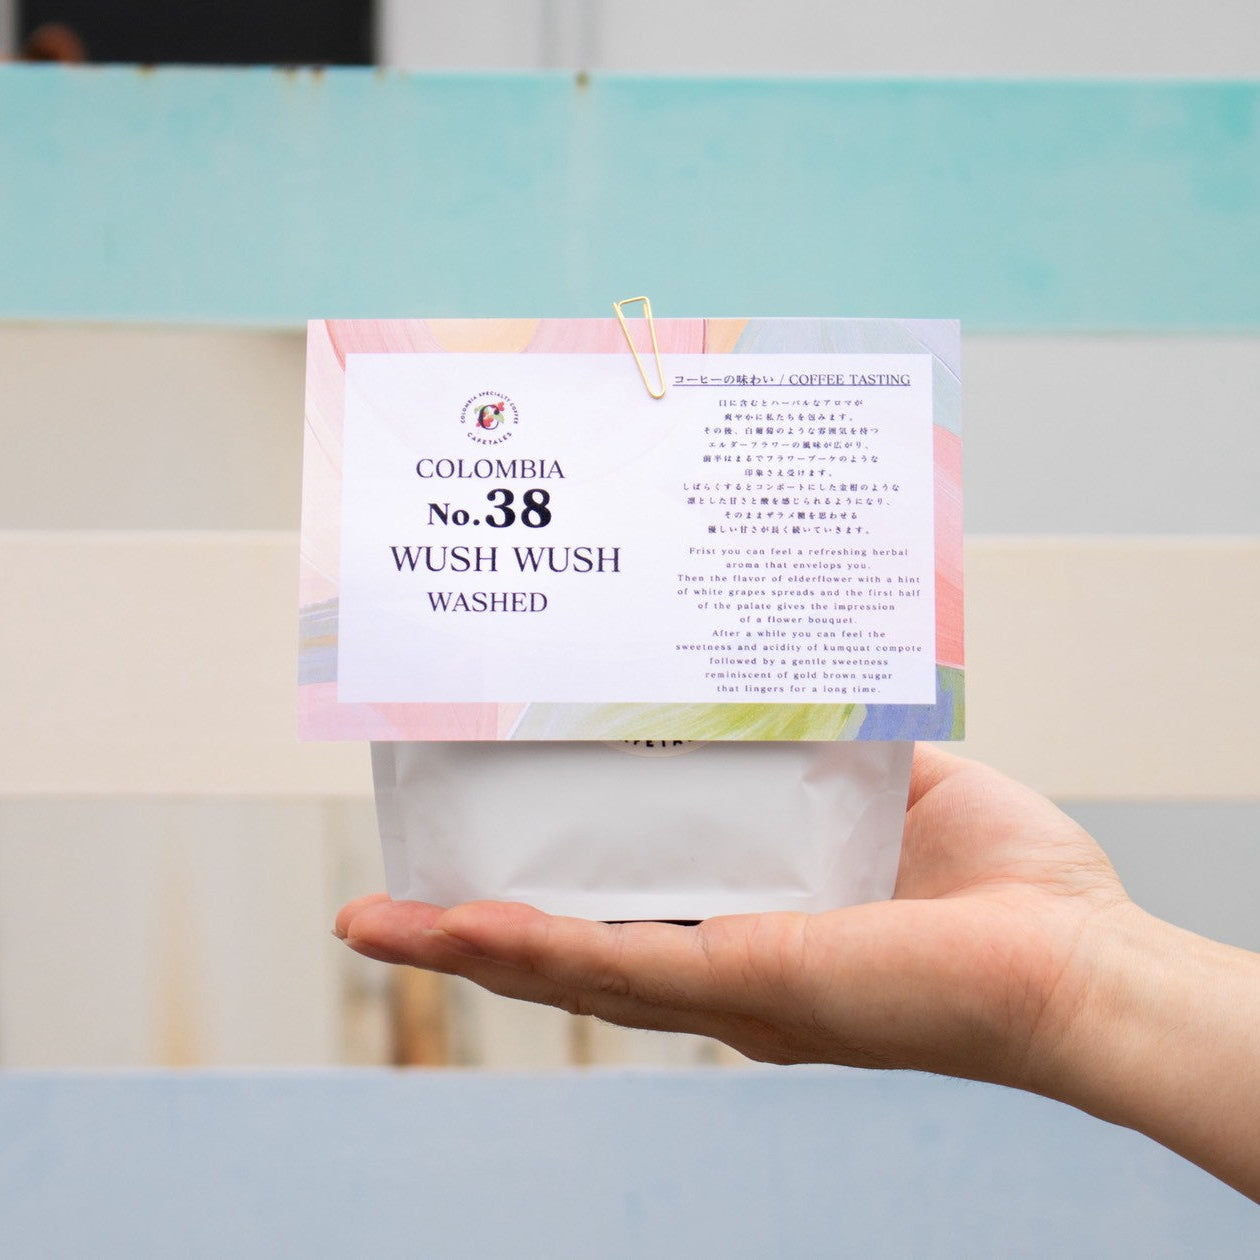 COLOMBIA SPECIALTY COFFEE
CAFETALES
COLOMBIA
No.38
WUSH WUSH
WASHED
コーヒーの味わい / COFFEE TASTING
口に含むとハーバルなアロマが
爽やかに私たちを包みます。
その後、白葡萄のような雰囲気を持つ
エルダーフラワーの風味が広がり、
前半はまるでフラワーブーケのような
印象さえ受けます。
しばらくするとコンポートにした金柑のような
凛とした甘さと酸を感じられるようになり、
そのままザラメ糖を思わせる
優しい甘さが長く続いていきます。
Frist you can feel a refreshing herbal
aroma that envelops you.
Then the flavor of elderflower with a hint
of white grapes spreads and the first half
of the palate gives the impression
of a flower bouquet.
After a while you can feel the
sweetness and acidity of kumquat compote
followed by a gentle sweetness
reminiscent of gold brown sugar
that lingers for a long time.